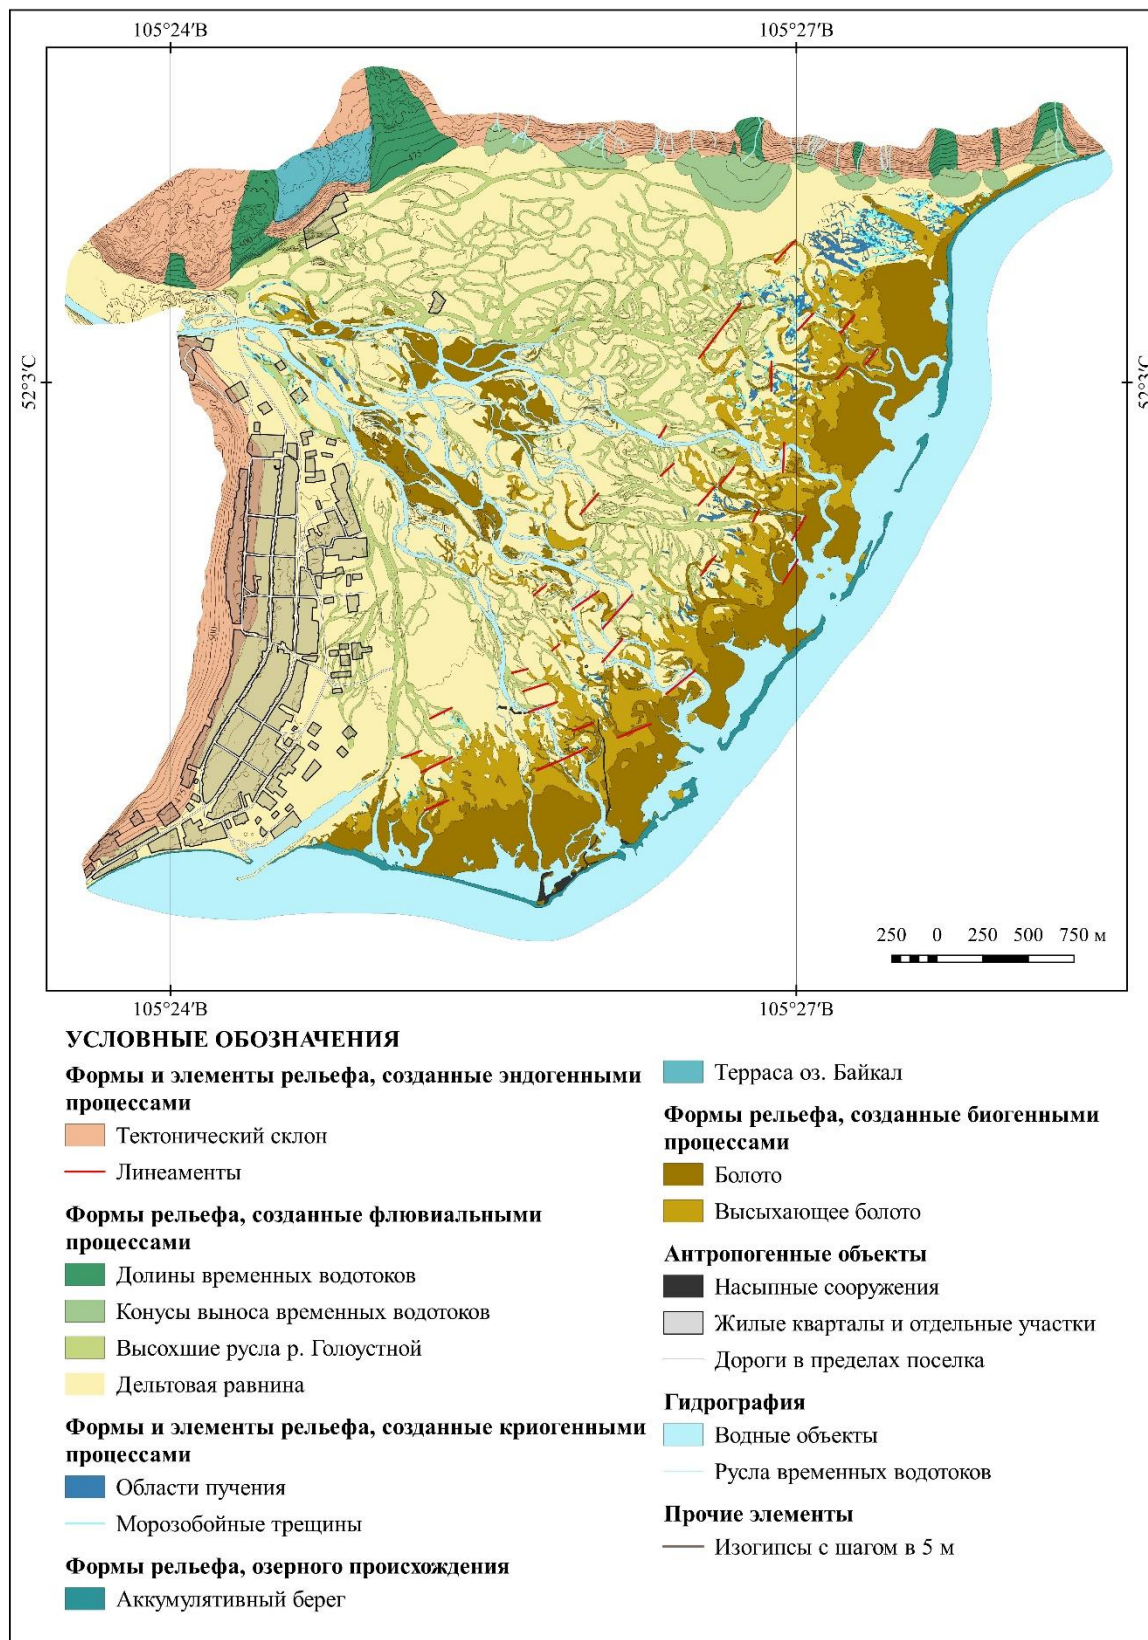 105°24'В
105°27'В
52°3'С
52°3'С
500
250 0 250 500 750 м
105°24'В
105°27'В
УСЛОВНЫЕ ОБОЗНАЧЕНИЯ
Формы и элементы рельефа, созданные эндогенными
процессами
Тектонический склон
Линеаменты
Формы рельефа, созданные флювиальными
процессами
Долины временных водотоков
Конусы выноса временных водотоков
Высохшие русла р. Голоустной
Дельтовая равнина
Формы и элементы рельефа, созданные криогенными
процессами
Области пучения
Морозобойные трещины
Формы рельефа, озерного происхождения
Аккумулятивный берег
Терраса оз. Байкал
Формы рельефа, созданные биогенными
процессами
Болото
Высыхающее болото
Антропогенные объекты
Насыпные сооружения
Жилые кварталы и отдельные участки
Дороги в пределах поселка
Гидрография
Водные объекты
Русла временных водотоков
Прочие элементы
Изогипсы с шагом в 5 м